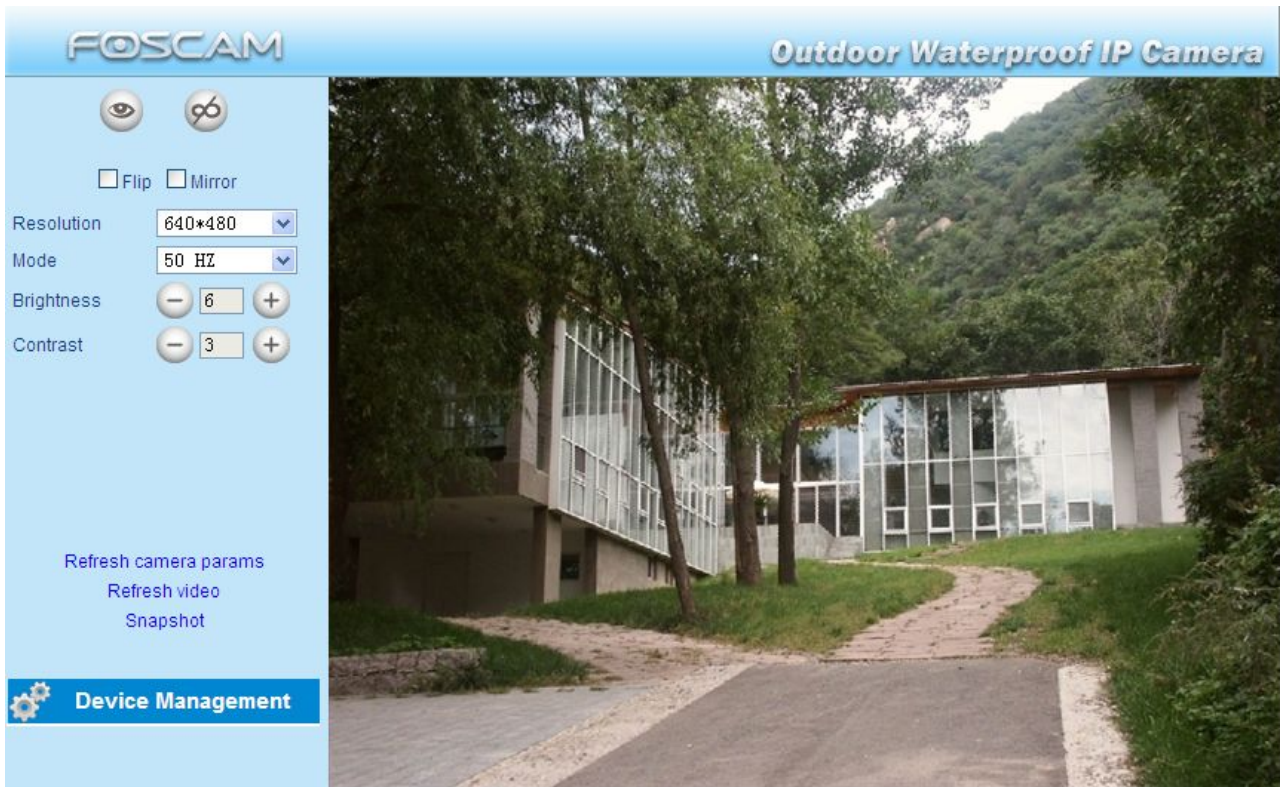 FOSCAM
Outdoor Waterproof IP Camera
Flip Mirror
Resolution 640*480
Mode 50 HZ
Brightness 6
Contrast 3
Refresh camera params
Refresh video
Snapshot
Device Management